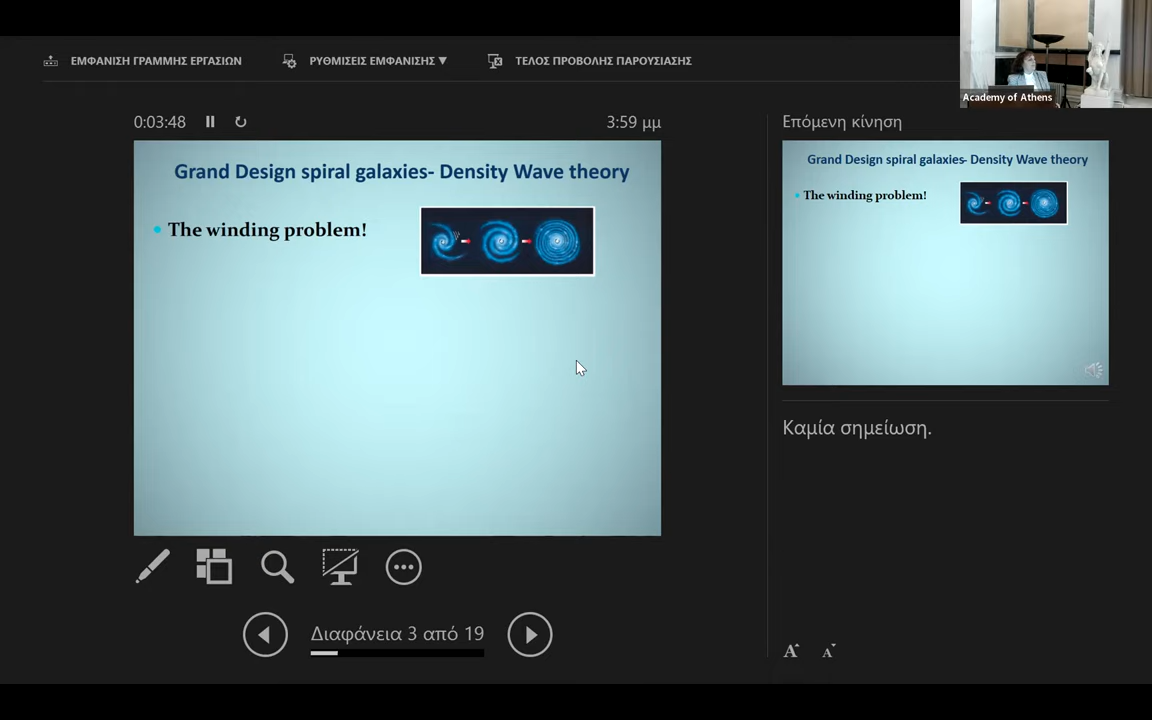 ΕΜΦΑΝΙΣΗ ΓΡΑΜΜΗΣ ΕΡΓΑΣΙΩΝ
ΡΥΘΜΙΣΕΙΣ ΕΜΦΑΝΙΣΗΣ ▼
ΤΕΛΟΣ ΠΡΟΒΟΛΗΣ ΠΑΡΟΥΣΙΑΣΗΣ
Academy of Athens
0:03:48
3:59 μμ
Grand Design spiral galaxies- Density Wave theory
• The winding problem!
Επόμενη κίνηση
Grand Design spiral galaxies- Density Wave theory
• The winding problem!
Καμία σημείωση.
Διαφάνεια 3 από 19
A A